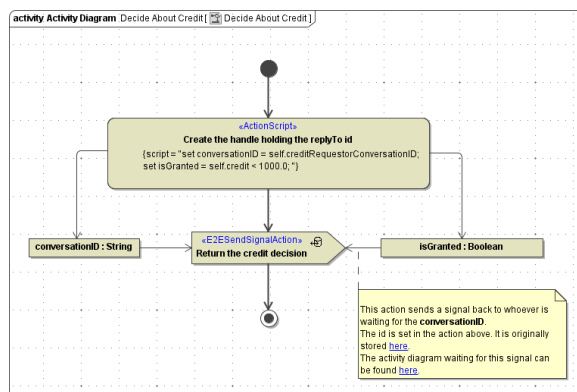 activity Activity Diagram Decide About Credit [ Decide About Credit ]
«ActionScript»
Create the handle holding the replyTo id
{script = "set conversationID = self.creditRequestorConversationID;
set isGranted = self.credit < 1000.0; "}
conversationID : String
«E2ESendSignalAction»
Return the credit decision
isGranted : Boolean
This action sends a signal back to whoever is
waiting for the conversationID.
The id is set in the action above. It is originally
stored here.
The activity diagram waiting for this signal can
be found here.